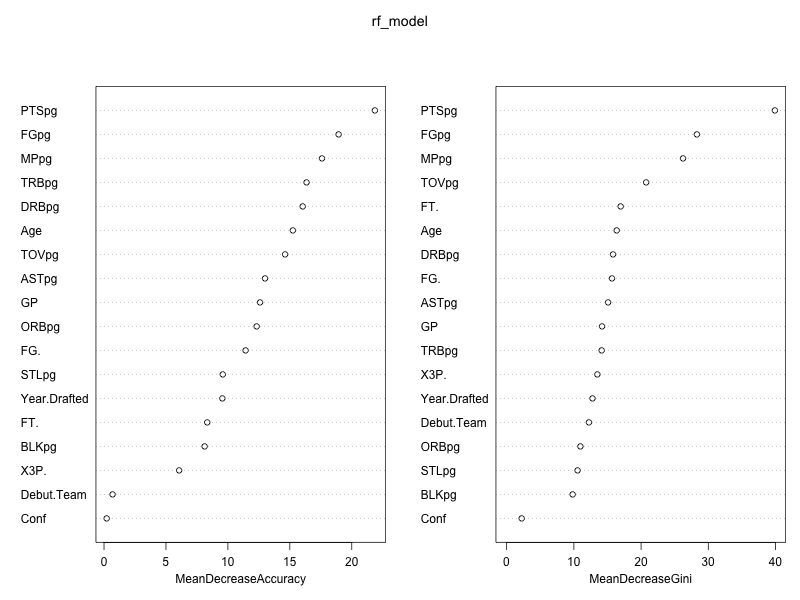 rf_model
PTSpg
FGpg
MPpg
TRBpg
DRBpg
Age
TOVpg
ASTpg
GP
ORBpg
FG.
STLpg
Year.Drafted
FT.
BLKpg
X3P.
Debut.Team
Conf
0 5 10 15 20
MeanDecreaseAccuracy
PTSpg
FGpg
MPpg
TOVpg
FT.
Age
DRBpg
FG.
ASTpg
GP
TRBpg
X3P.
Year.Drafted
Debut.Team
ORBpg
STLpg
BLKpg
Conf
0 10 20 30 40
MeanDecreaseGini